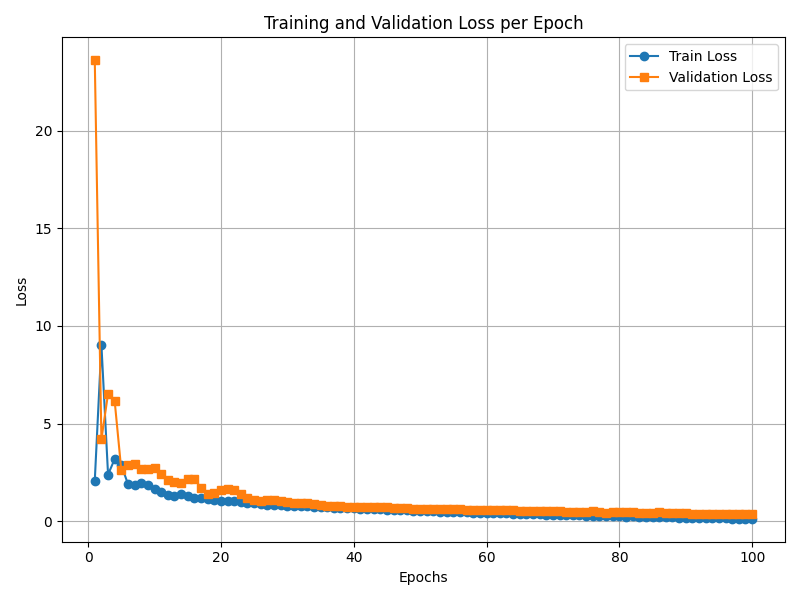 Training and Validation Loss per Epoch
Train Loss
Validation Loss
20
15
10
5
0
Loss
0 20 40 60 80 100
Epochs